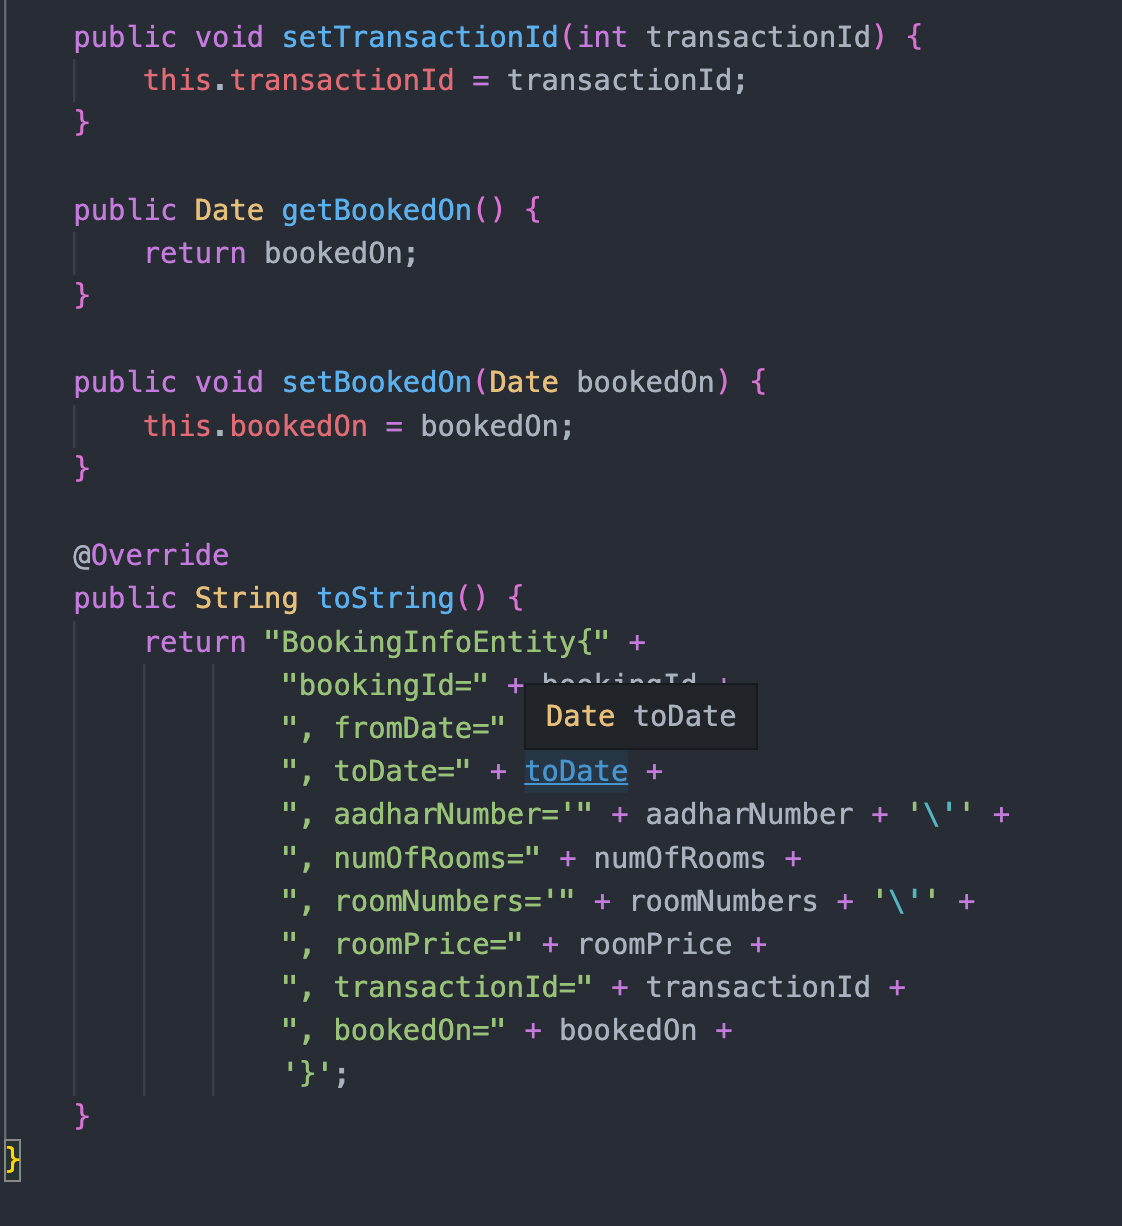 public void setTransactionId(int transactionId) {
this.transactionId = transactionId;
}
public Date getBookedOn() {
return bookedOn;
}
public void setBookedOn(Date bookedOn) {
this.bookedOn = bookedOn;
}
@Override
public String toString() {
return "BookingInfoEntity{" +
"bookingId=" + bookingId +
", fromDate="
Date toDate
", toDate=" + toDate +
", aadharNumber='" + aadharNumber + '\'' +
", numOfRooms=" + numOfRooms +
", roomNumbers='" + roomNumbers + '\'' +
", roomPrice=" + roomPrice +
", transactionId=" + transactionId +
", bookedOn=" + bookedOn +
'}';
}
}